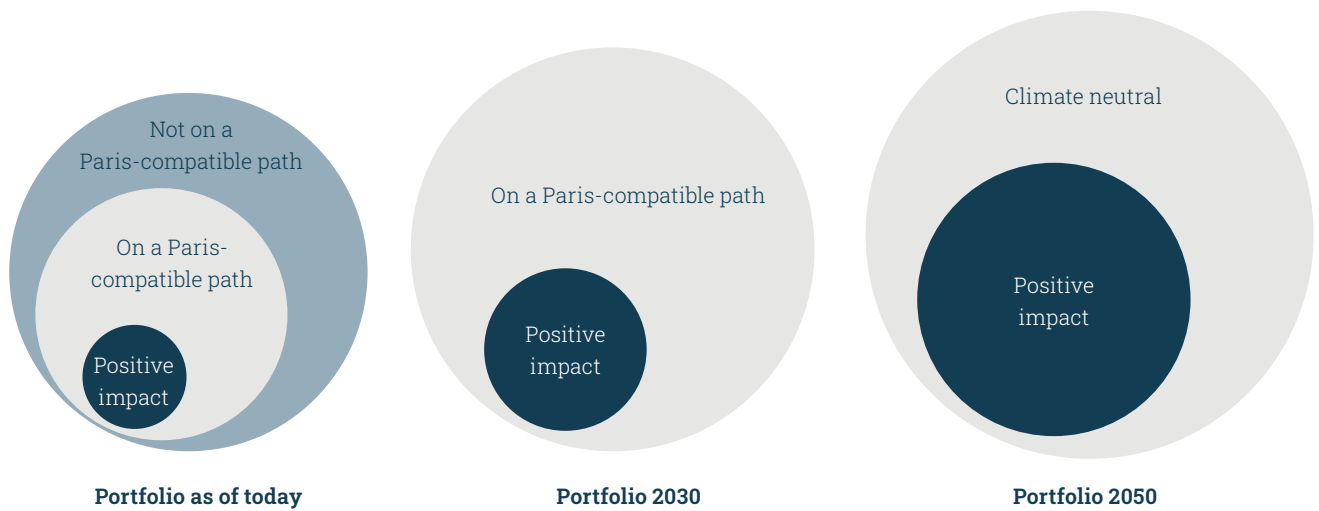 Not on a
Paris-compatible path
On a Paris-
compatible path
Positive
impact
Portfolio as of today
On a Paris-compatible path
Positive
impact
Portfolio 2030
Climate neutral
Positive
impact
Portfolio 2050